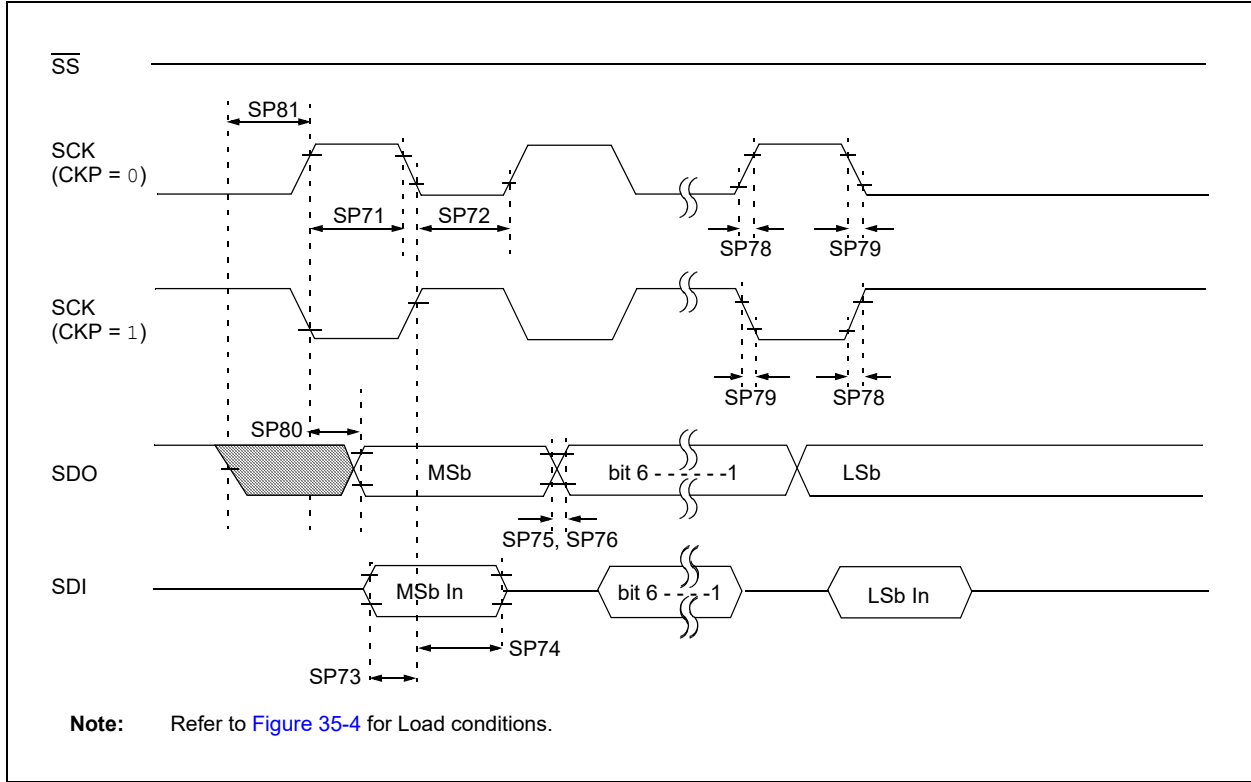 SS
SP81
SCK
(CKP = 0)
SP71
SP72
SP78
SP79
SCK
(CKP = 1)
SP79
SP78
SP80
SDO
MSb
bit 6 - - - - - - -1
LSb
SP75, SP76
SDI
MSb In
bit 6 - - - - -1
LSb In
SP74
SP73
Note: Refer to Figure 35-4 for Load conditions.